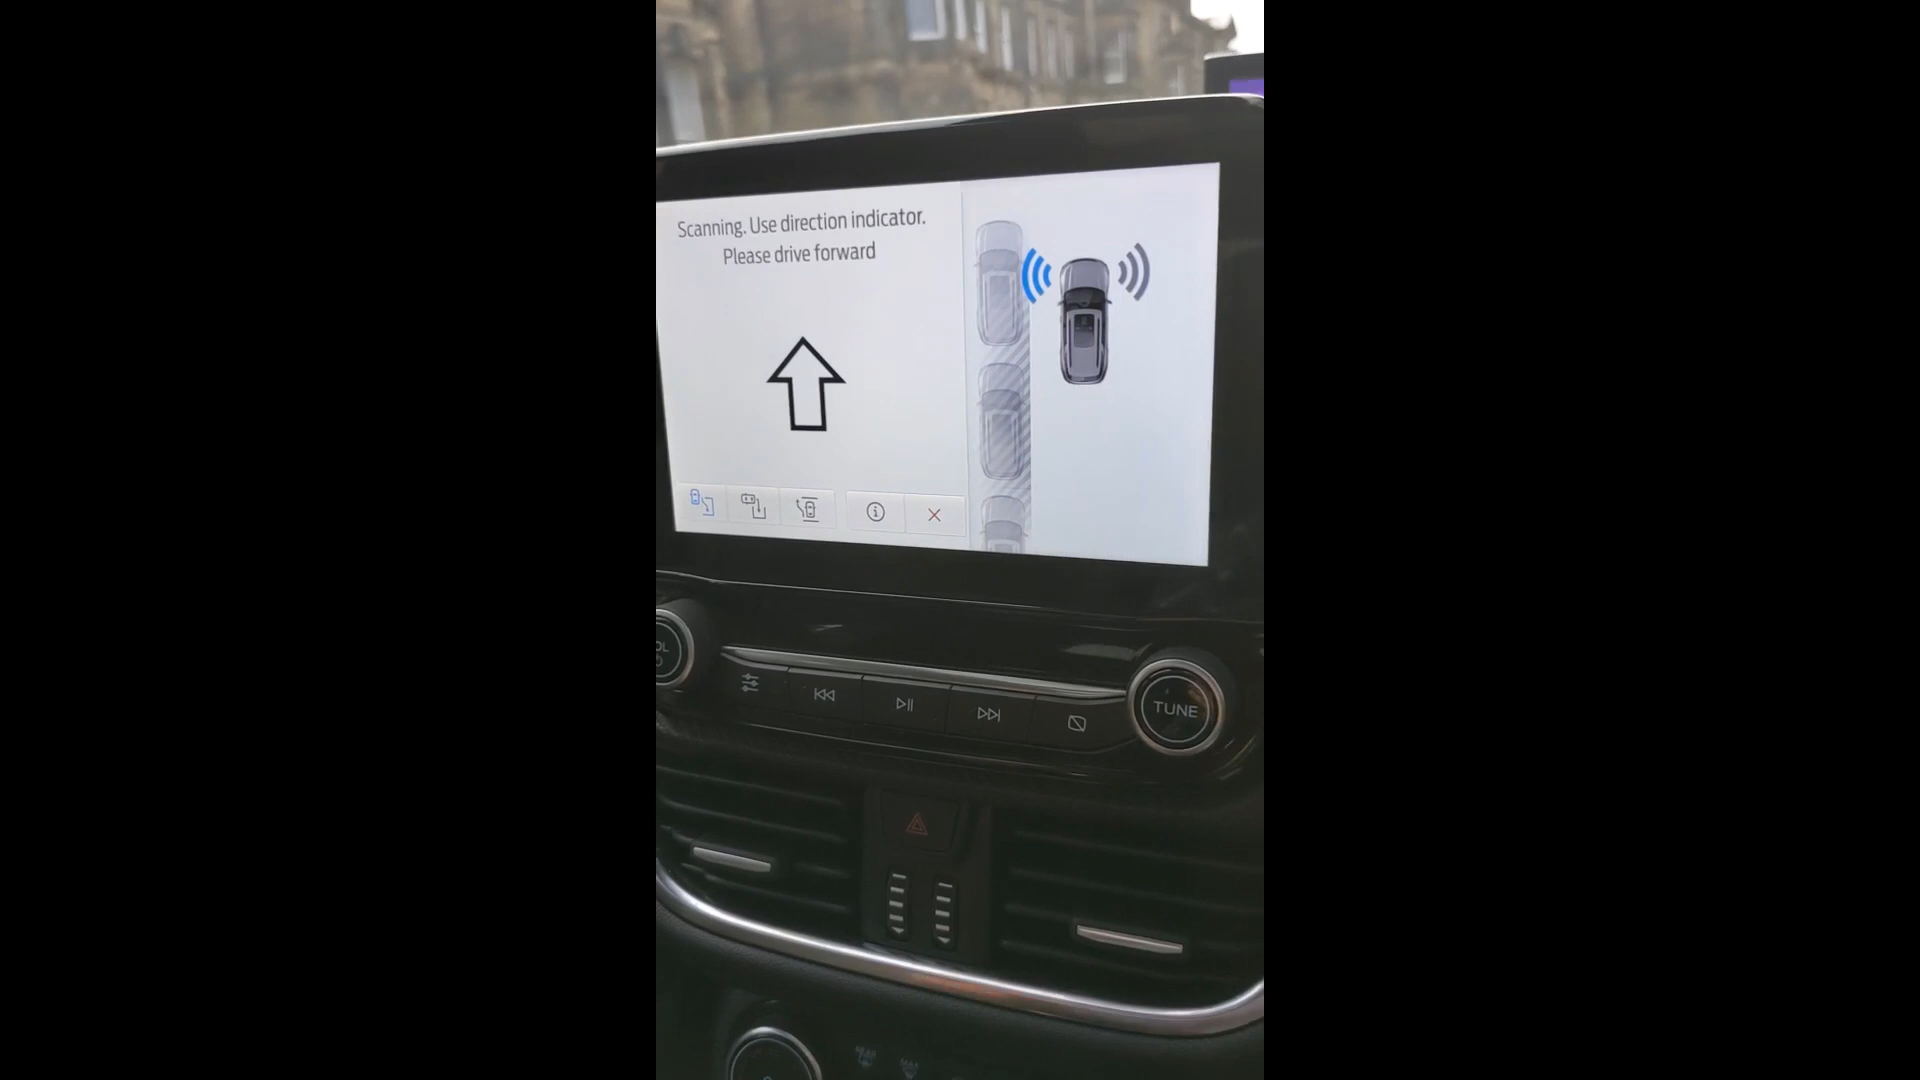 Scanning. Use direction indicator.
Please drive forward
TUNE